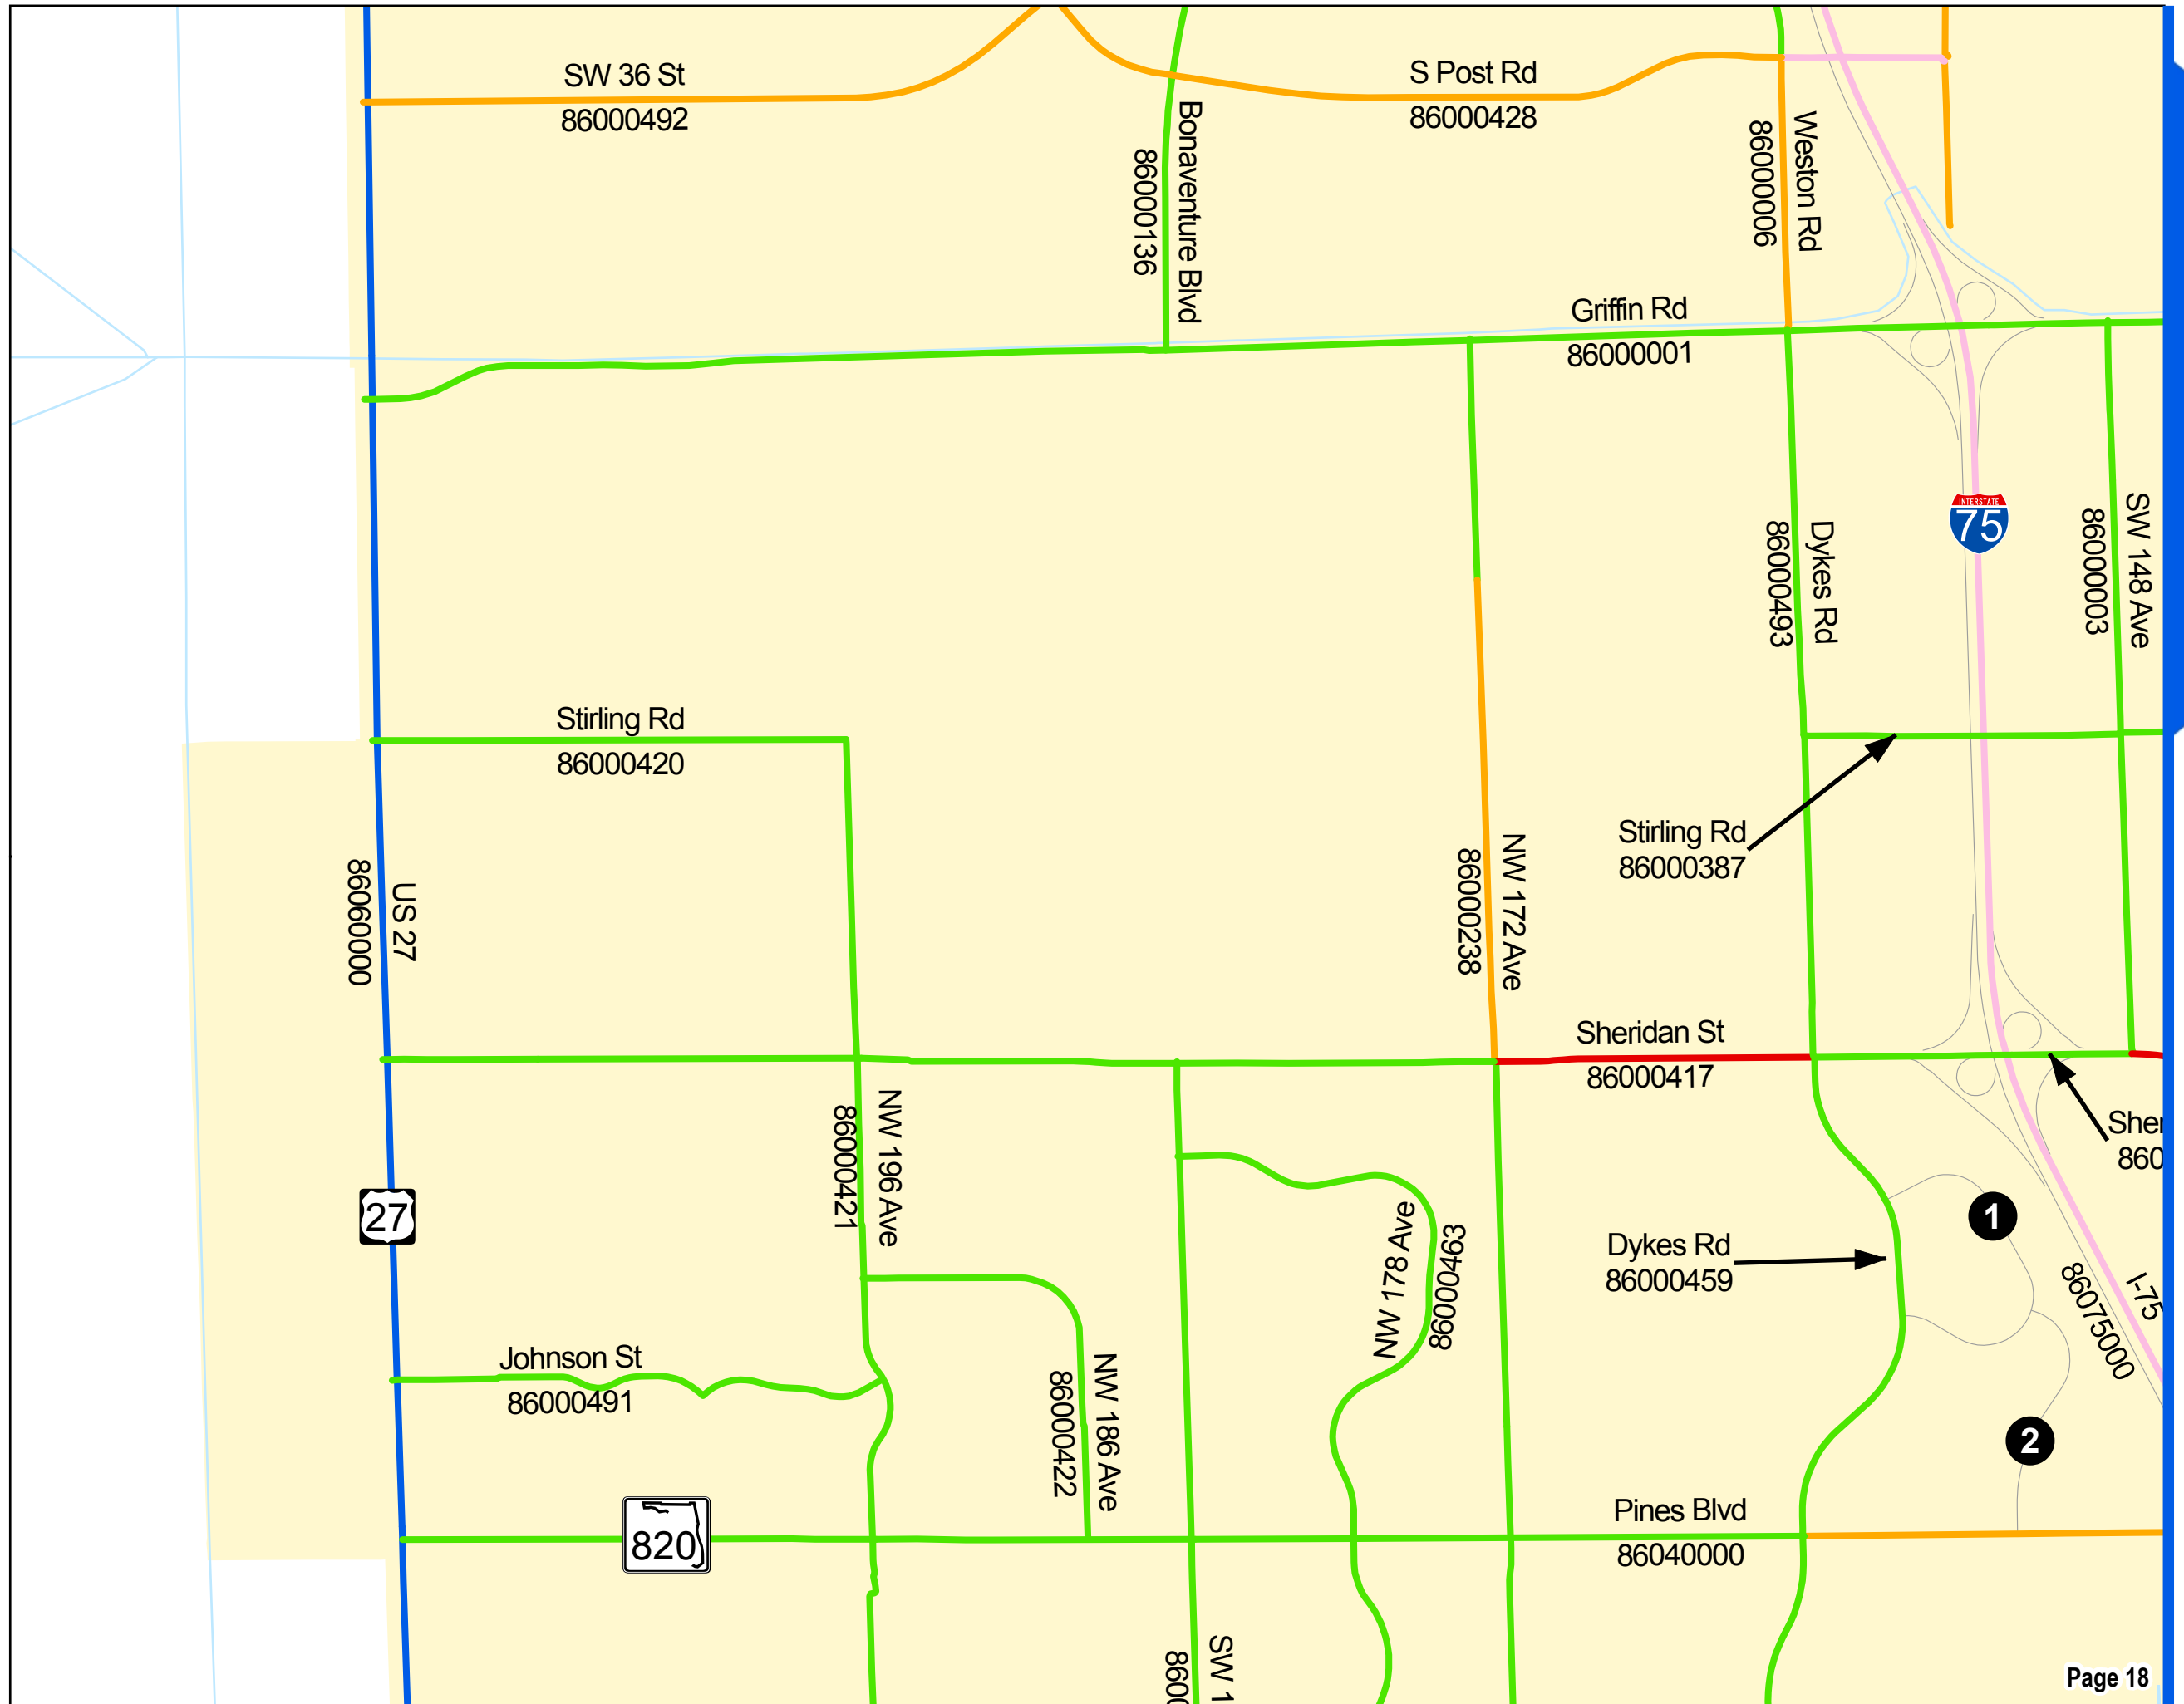 SW 36 St
86000492
S Post Rd
86000428
Bonaventure Blvd
86000136
Weston Rd
86000006
Griffin Rd
86000001
INTERSTATE
75
SW 148 Ave
86000003
Dykes Rd
86000493
Stirling Rd
86000420
Stirling Rd
86000387
US 27
86060000
NW 172 Ave
86000238
Sheridan St
86000417
NW 196 Ave
86000421
27
NW 178 Ave
86000463
Dykes Rd
86000459
1
I-75
86075000
Johnson St
86000491
NW 186 Ave
86000422
2
820
Pines Blvd
86040000
SW 1
Page 18